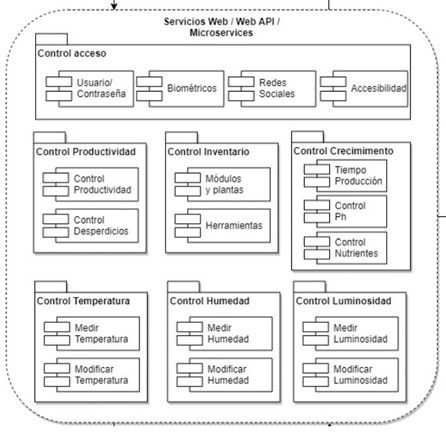 Servicios Web / Web API /
Microservices
Control acceso
Usuario/
Contraseña
Biométricos
Redes
Sociales
Accesibilidad
Control Productividad
Control
Productividad
Control
Desperdicios
Control Inventario
Módulos
y plantas
Herramientas
Control Crecimiento
Tiempo
Producción
Control
Ph
Control
Nutrientes
Control Temperatura
Medir
Temperatura
Modificar
Temperatura
Control Humedad
Medir
Humedad
Modificar
Humedad
Control Luminosidad
Medir
Luminosidad
Modificar
Luminosidad